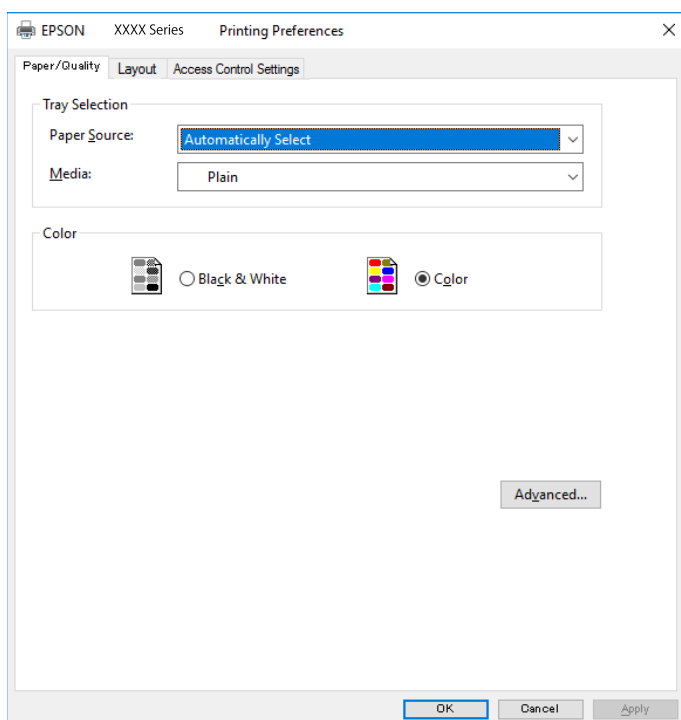 EPSON XXXX Series Printing Preferences
Paper/Quality Layout Access Control Settings
Tray Selection
Paper Source: Automatically Select
Media: Plain
Color
Black & White Color
Advanced...
OK Cancel Apply